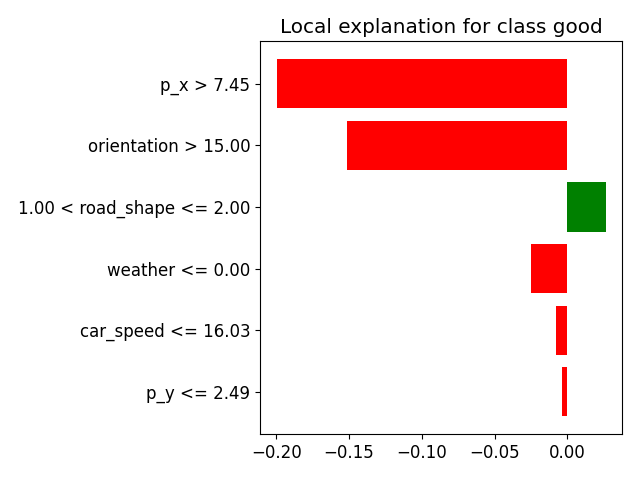 Local explanation for class good
p_x > 7.45
orientation > 15.00
1.00 < road_shape <= 2.00
weather <= 0.00
car_speed <= 16.03
p_y <= 2.49
−0.20 −0.15 −0.10 −0.05 0.00